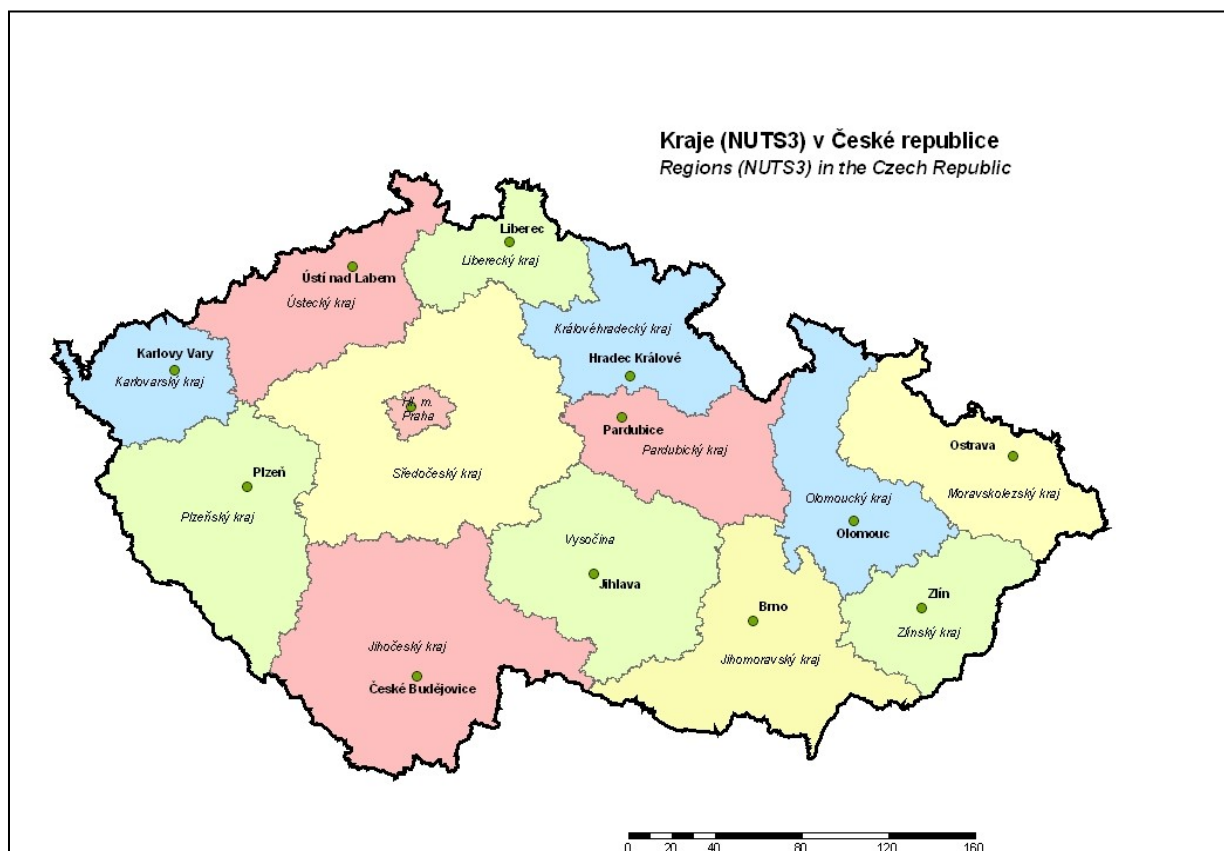 Kraje (NUTS3) v České republice
Regions (NUTS3) in the Czech Republic
Liberec
Liberecký kraj
Ústí nad Labem
Ústecký kraj
Královéhradecký kraj
Hradec Králové
Karlovy Vary
Karlovarský kraj
Hl. m.
Praha
Pardubice
Pardubický kraj
Ostrava
Moravskolezský kraj
Plzeň
Plzeňský kraj
Sředočeský kraj
Olomoucký kraj
Olomouc
Vysočina
Jihlava
Brno
Jihomoravský kraj
Zlín
Zlínský kraj
Jihočeský kraj
České Budějovice
0 20 40 80 120 160